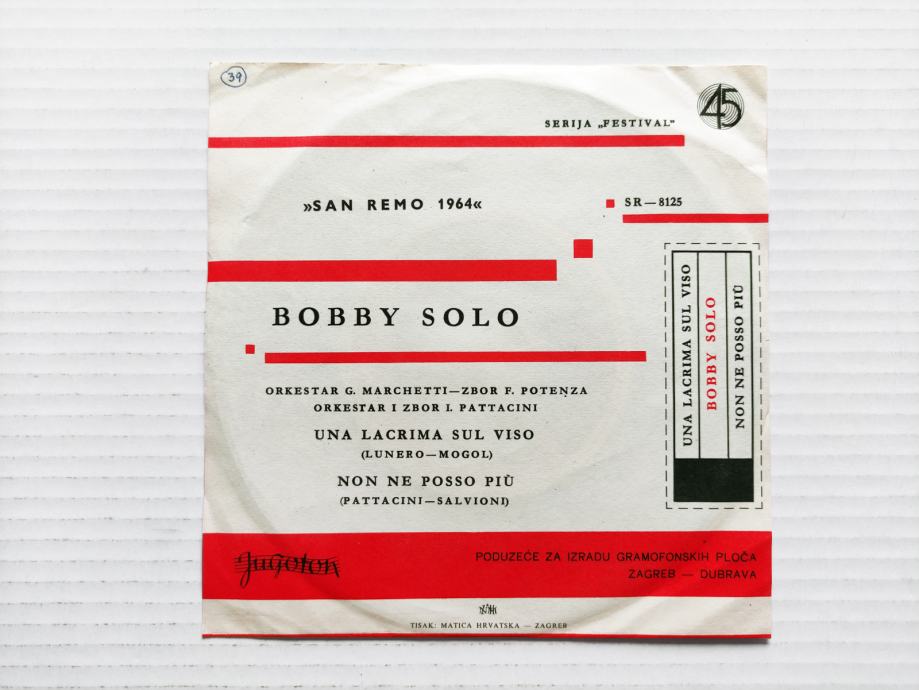 39
45
SERIJA „FESTIVAL"
»SAN REMO 1964«
SR — 8125
BOBBY SOLO
ORKESTAR G. MARCHETTI—ZBOR F. POTENZA
ORKESTAR I ZBOR I. PATTACINI
UNA LACRIMA SUL VISO
(LUNERO—MOGOL)
NON NE POSSO PIÙ
(PATTACINI—SALVIONI)
UNA LACRIMA SUL VISO
BOBBY SOLO
NON NE POSSO PIÙ
Jugoton
PODUZEĆE ZA IZRADU GRAMOFONSKIH PLOČA
ZAGREB — DUBRAVA
TISAK: MATICA HRVATSKA — ZAGREB